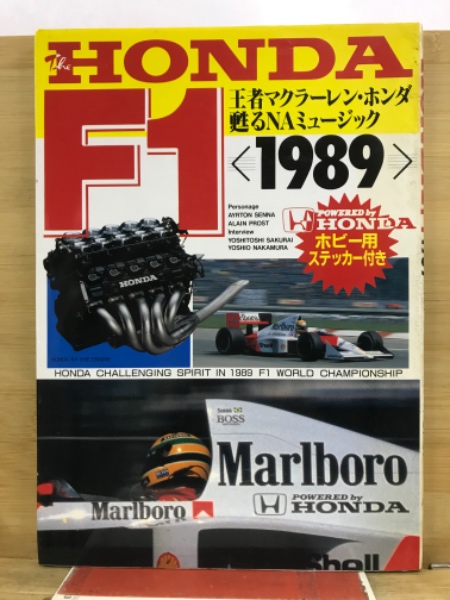 The HONDA
F1
王者マクラーレン・ホンダ
甦るNAミュージック
〈1989〉
Personage
AYRTON SENNA
ALAIN PROST
Interview
YOSHITOSHI SAKURAI
YOSHIO NAKAMURA
POWERED by
HONDA
ホビー用
ステッカー付き
HONDA
Marlboro
HONDA CHALLENGING SPIRIT IN 1989 F1 WORLD CHAMPIONSHIP
BOSS
Marlboro
POWERED by
HONDA
Marlboro
Shell